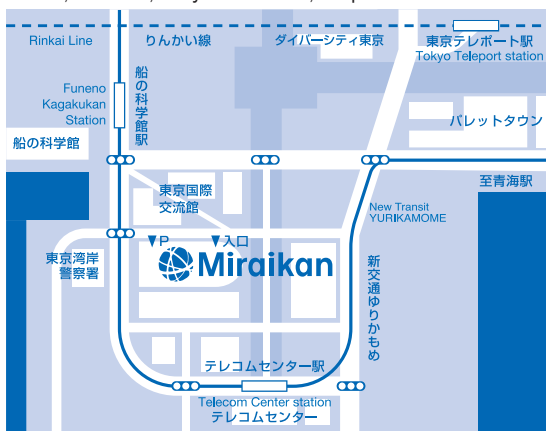 Rinkai Line
りんかい線
ダイバーシティ東京
東京テレポート駅
Tokyo Teleport station
Funeno
Kagakukan
Station
船の科学館駅
パレットタウン
船の科学館
東京国際
交流館
至青海駅
New Transit
YURIKAMOME
P
入口
東京湾岸
警察署
Miraikan
新交通ゆりかもめ
テレコムセンター駅
Telecom Center station
テレコムセンター